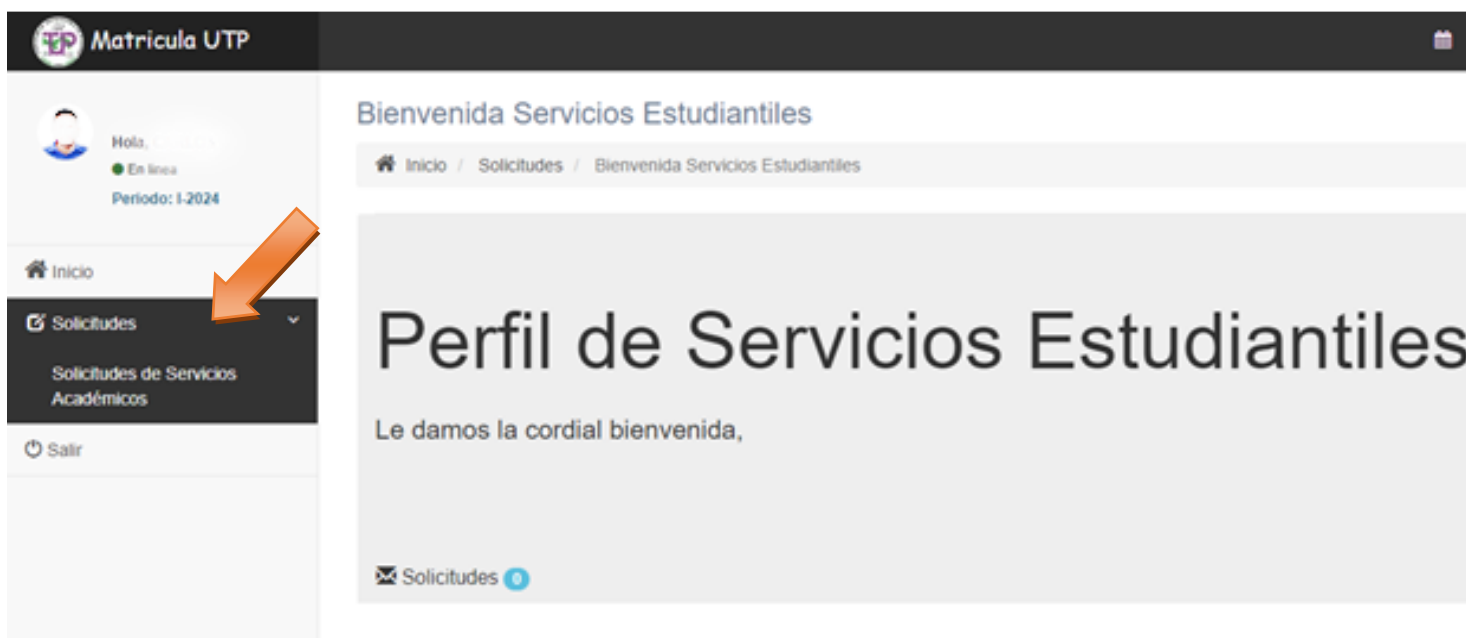 Matricula UTP
Hola,
En linea
Periodo: I-2024
Inicio
Solicitudes
Solicitudes de Servicios
Académicos
Salir
Bienvenida Servicios Estudiantiles
Inicio / Solicitudes / Bienvenida Servicios Estudiantiles
Perfil de Servicios Estudiantiles
Le damos la cordial bienvenida,
Solicitudes 0